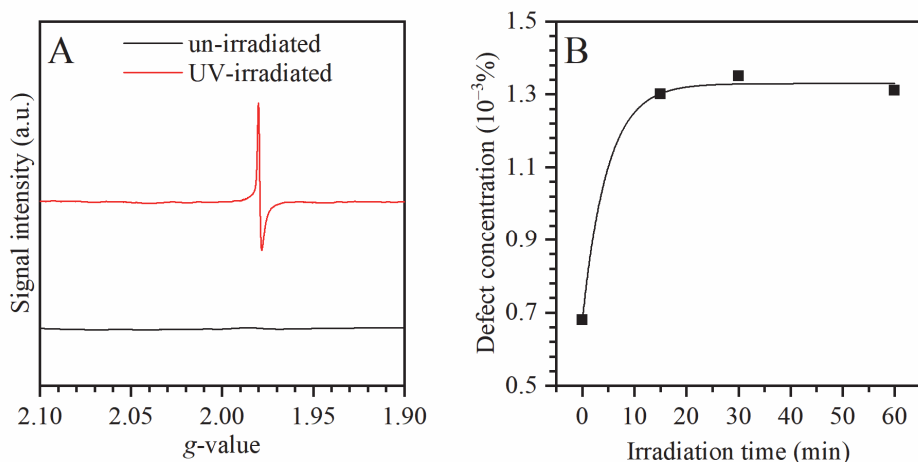 A
un-irradiated
UV-irradiated
Signal intensity (a.u.)
2.10 2.05 2.00 1.95 1.90
g-value
B
Defect concentration (10⁻³%)
1.5
1.3
1.1
0.9
0.7
0.5
0 10 20 30 40 50 60
Irradiation time (min)